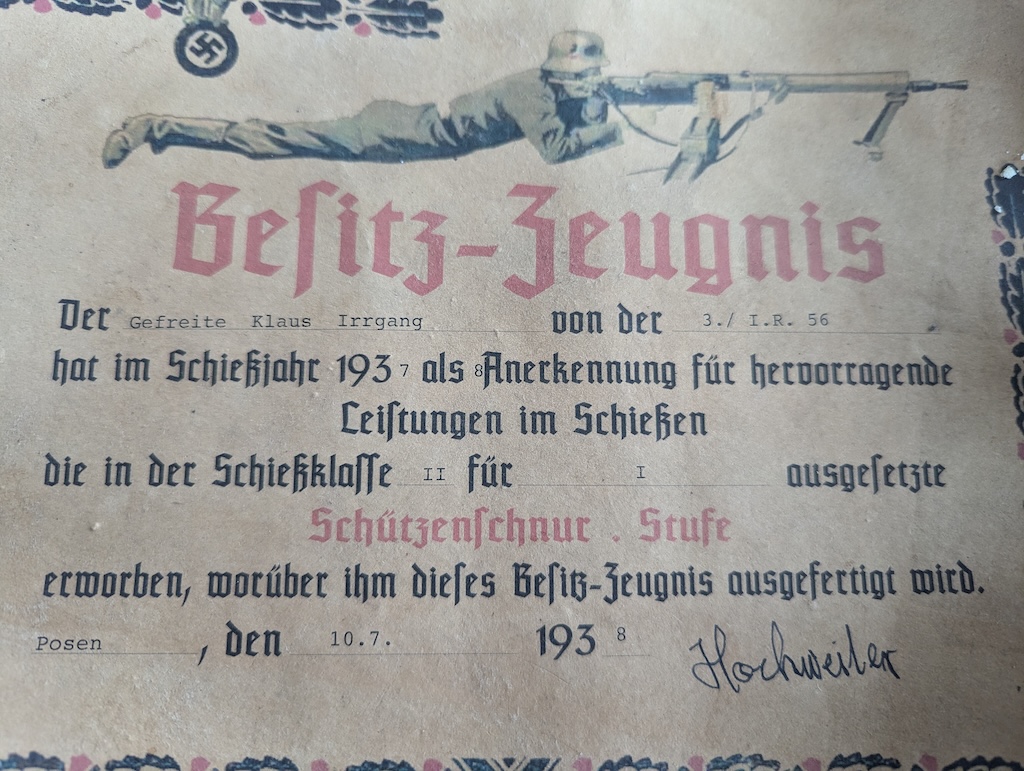 Besitz-Zeugnis
Der Gefreite Klaus Irrgang von der 3./ I.R. 56
hat im Schießjahr 1937 als 8 Anerkennung für hervorragende
Leistungen im Schießen
die in der Schießklasse II für I ausgesetzte
Schützenschnur . Stufe
erworben, worüber ihm dieses Besitz-Zeugnis ausgefertigt wird.
Posen, den 10.7. 1938 Hochweiler